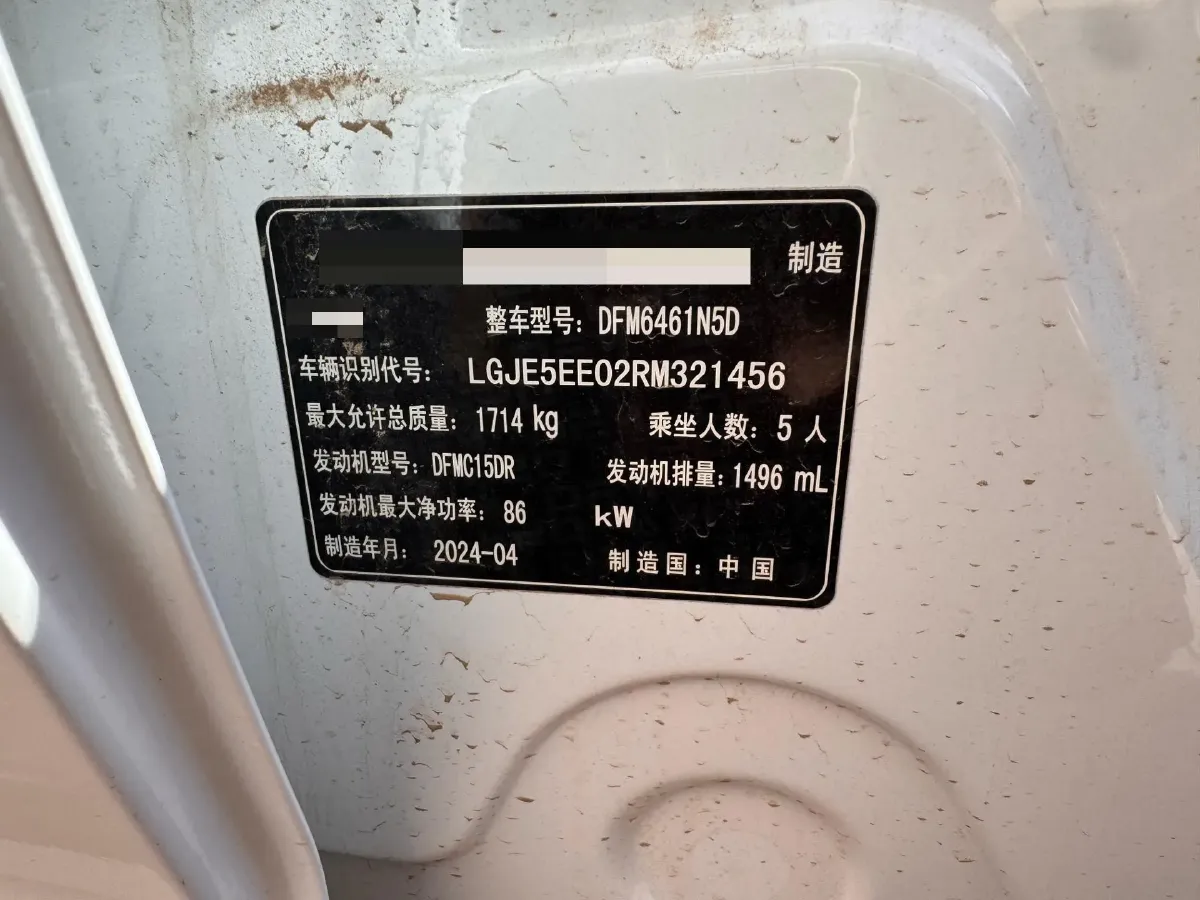 制造
整车型号：DFM6461N5D
车辆识别代号：LGJE5EE02RM321456
最大允许总质量：1714 kg 乘坐人数：5 人
发动机型号：DFMC15DR 发动机排量：1496 mL
发动机最大净功率：86 kW
制造年月：2024-04 制造国：中国